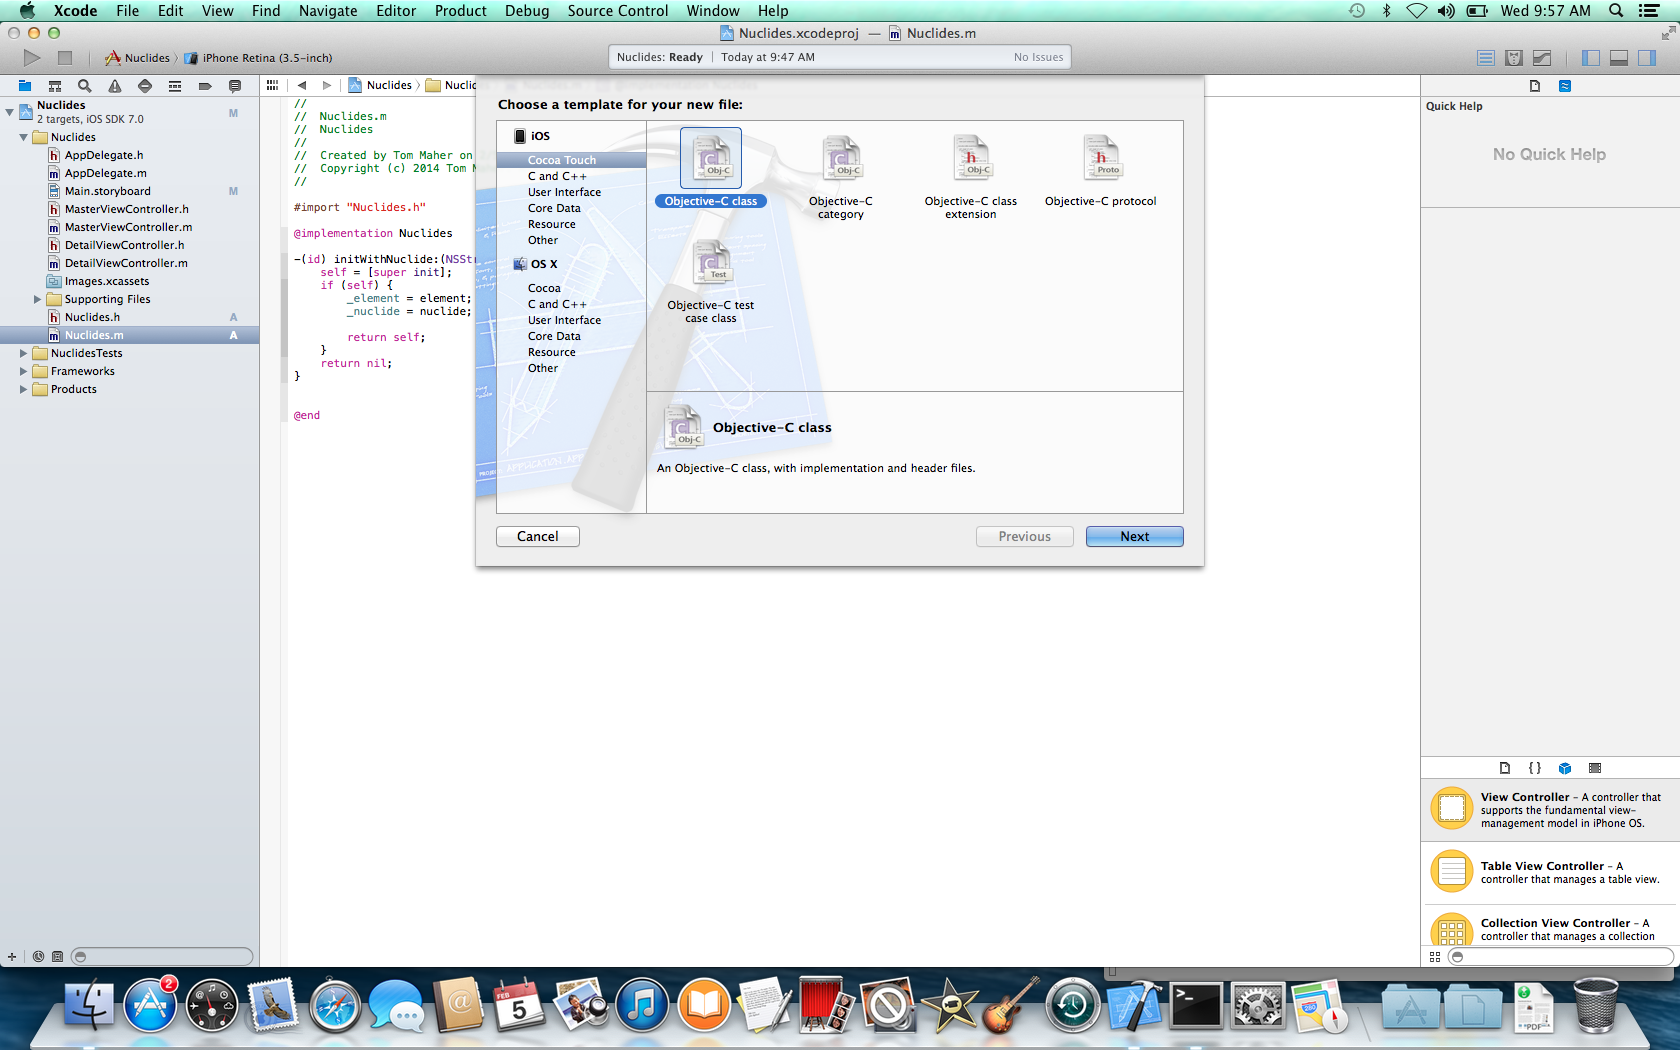 Xcode File Edit View Find Navigate Editor Product Debug Source Control Window Help
Wed 9:57 AM
Nuclides.xcodeproj — Nuclides.m
Nuclides iPhone Retina (3.5-inch)
Nuclides: Ready Today at 9:47 AM No Issues
Nuclides
2 targets, iOS SDK 7.0
M
Nuclides
AppDelegate.h
AppDelegate.m
Main.storyboard M
MasterViewController.h
MasterViewController.m
DetailViewController.h
DetailViewController.m
Images.xcassets
Supporting Files
Nuclides.h A
Nuclides.m A
NuclidesTests
Frameworks
Products
Nuclides
//
// Nuclides.m
// Nuclides
//
// Created by Tom Maher on
// Copyright (c) 2014 Tom
//
#import "Nuclides.h"
@implementation Nuclides
-(id) initWithNuclide:(NSStr
self = [super init];
if (self) {
_element = element;
_nuclide = nuclide;
return self;
}
return nil;
}
@end
Choose a template for your new file:
iOS
Cocoa Touch
C and C++
User Interface
Core Data
Resource
Other
OS X
Cocoa
C and C++
User Interface
Core Data
Resource
Other
Obj-C
Objective-C class
Obj-C
Objective-C
category
Obj-C
Objective-C class
extension
Proto
Objective-C protocol
Test
Objective-C test
case class
Obj-C
Objective-C class
An Objective-C class, with implementation and header files.
Cancel
Previous
Next
Quick Help
No Quick Help
{ }
View Controller – A controller that
supports the fundamental view-
management model in iPhone OS.
Table View Controller – A
controller that manages a table view.
Collection View Controller – A
controller that manages a collection
2
FEB
5
PDF